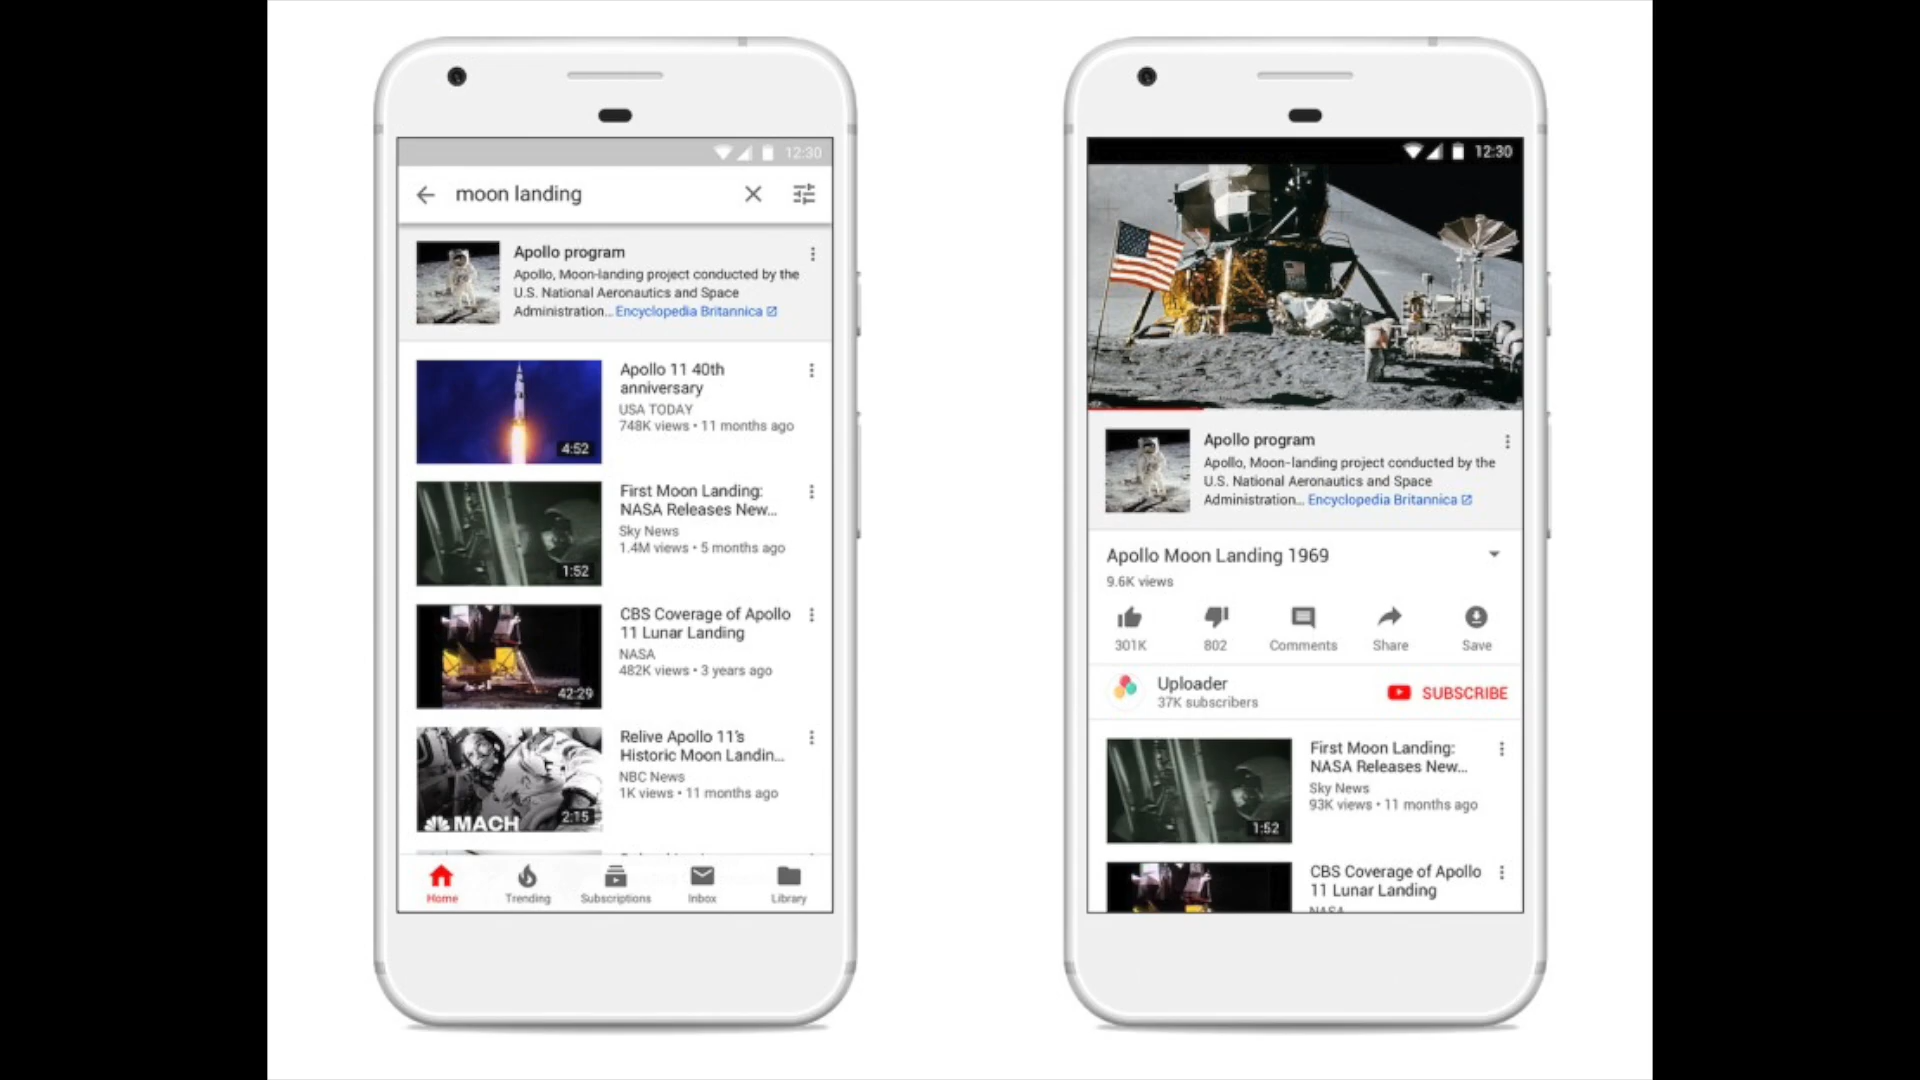 12:30
moon landing
Apollo program
Apollo, Moon-landing project conducted by the
U.S. National Aeronautics and Space
Administration... Encyclopedia Britannica
Apollo 11 40th
anniversary
USA TODAY
748K views • 11 months ago
4:52
First Moon Landing:
NASA Releases New...
Sky News
1.4M views • 5 months ago
1:52
CBS Coverage of Apollo
11 Lunar Landing
NASA
482K views • 3 years ago
42:29
Relive Apollo 11's
Historic Moon Landin...
NBC News
1K views • 11 months ago
MACH
2:15
Home
Trending
Subscriptions
Inbox
Library
12:30
Apollo program
Apollo, Moon-landing project conducted by the
U.S. National Aeronautics and Space
Administration... Encyclopedia Britannica
Apollo Moon Landing 1969
9.6K views
301K
802
Comments
Share
Save
Uploader
37K subscribers
SUBSCRIBE
First Moon Landing:
NASA Releases New...
Sky News
93K views • 11 months ago
1:52
CBS Coverage of Apollo
11 Lunar Landing
NASA